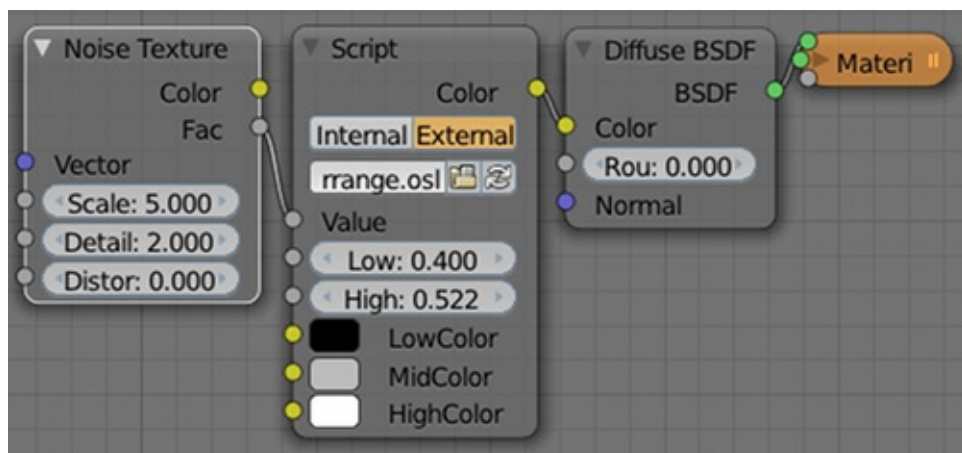 Noise Texture
Color
Fac
Vector
Scale: 5.000
Detail: 2.000
Distor: 0.000
Script
Color
Internal External
rrange.osl
Value
Low: 0.400
High: 0.522
LowColor
MidColor
HighColor
Diffuse BSDF
BSDF
Color
Rou: 0.000
Normal
Materi